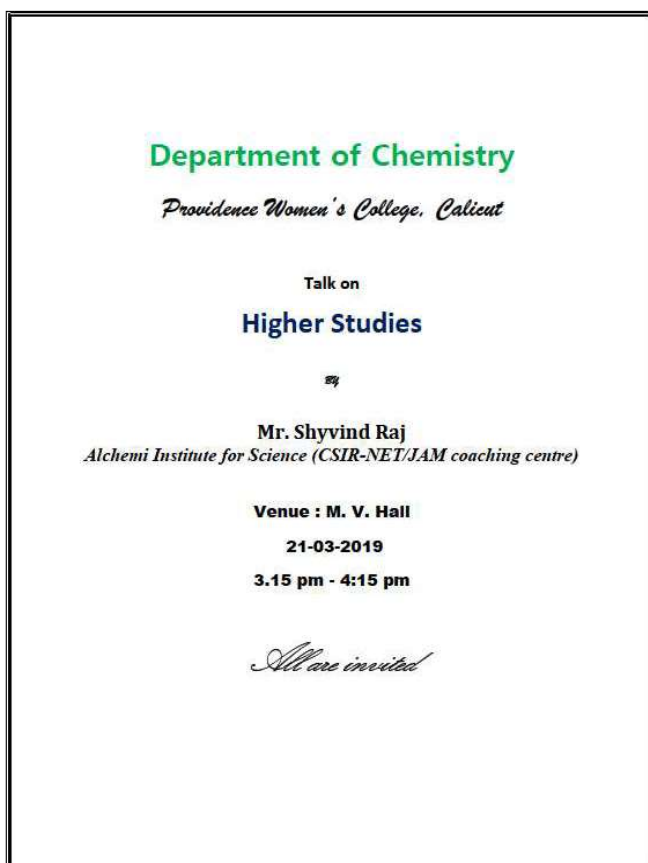 Department of Chemistry
Providence Women's College, Calicut
Talk on
Higher Studies
By
Mr. Shyvind Raj
Alchemi Institute for Science (CSIR-NET/JAM coaching centre)
Venue : M. V. Hall
21-03-2019
3.15 pm - 4:15 pm
All are invited